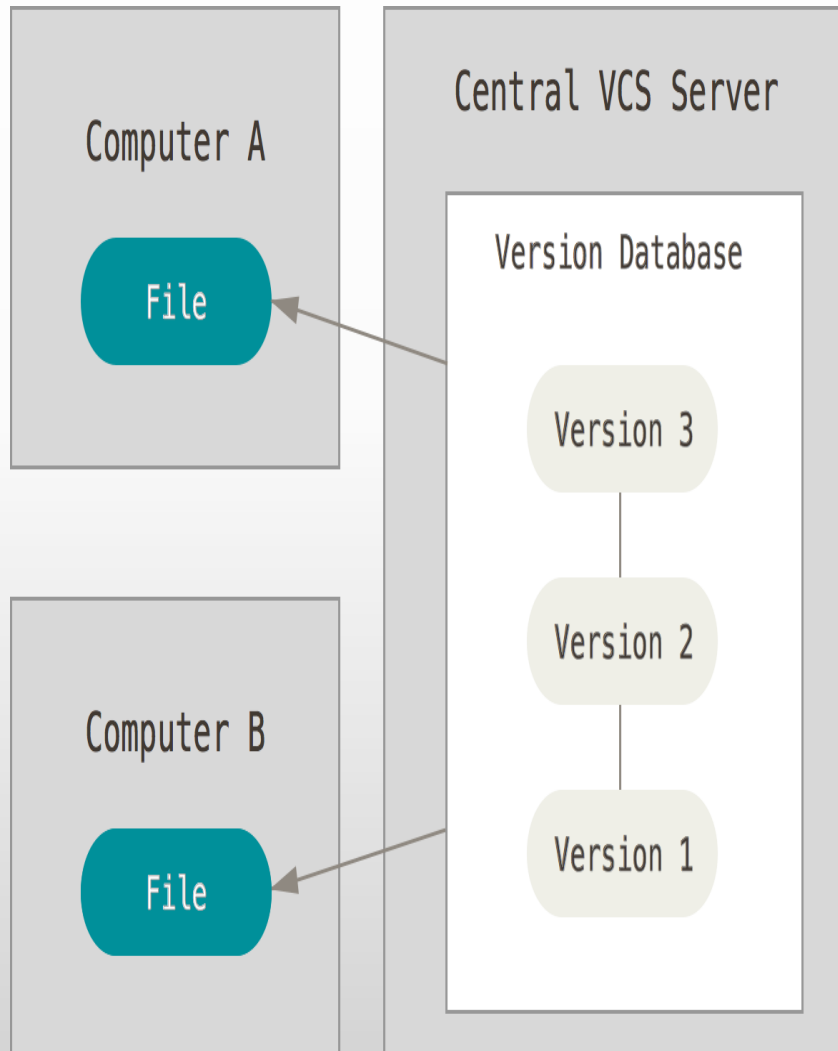 Computer A
File
Computer B
File
Central VCS Server
Version Database
Version 3
Version 2
Version 1